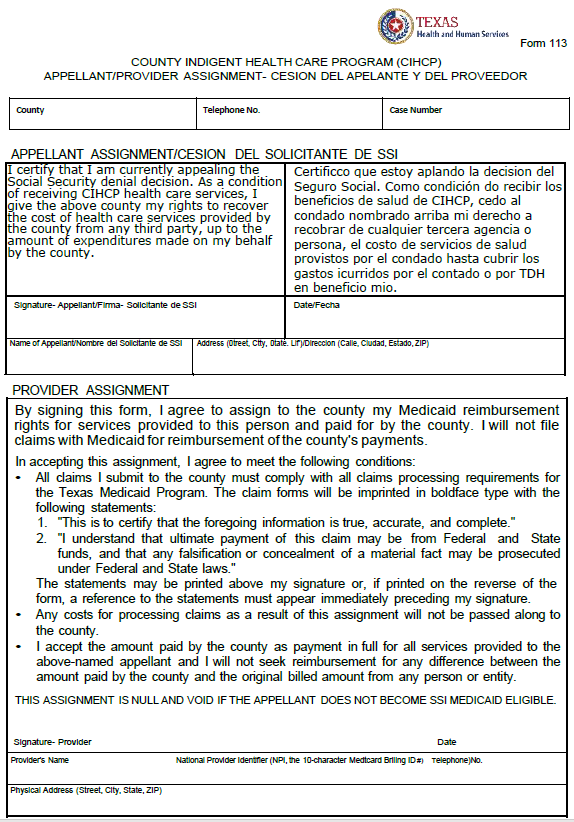 TEXAS
Health and Human Services
Form 113
COUNTY INDIGENT HEALTH CARE PROGRAM (CIHCP)
APPELLANT/PROVIDER ASSIGNMENT- CESION DEL APELANTE Y DEL PROVEEDOR
County
Telephone No.
Case Number
APPELLANT ASSIGNMENT/CESION DEL SOLICITANTE DE SSI
I certify that I am currently appealing the
Social Security denial decision. As a condition
of receiving CIHCP health care services, I
give the above county my rights to recover
the cost of health care services provided by
the county from any third party, up to the
amount of expenditures made on my behalf
by the county.
Certificco que estoy aplando la decision del
Seguro Social. Como condición do recibir los
beneficios de salud de CIHCP, cedo al
condado nombrado arriba mi derecho a
recobrar de cualquier tercera agencia o
persona, el costo de servicios de salud
provistos por el condado hasta cubrir los
gastos icurridos por el contado o por TDH
en beneficio mio.
Signature- Appellant/Firma- Solicitante de SSI
Date/Fecha
Name of Appellant/Nombre del Solicitante de SSI
Address (0treet, City, 0tate. Lif')/Direccion (Calle, Ciudad, Estado, ZIP)
PROVIDER ASSIGNMENT
By signing this form, I agree to assign to the county my Medicaid reimbursement
rights for services provided to this person and paid for by the county. I will not file
claims with Medicaid for reimbursement of the county's payments.
In accepting this assignment, I agree to meet the following conditions:
• All claims I submit to the county must comply with all claims processing requirements for
the Texas Medicaid Program. The claim forms will be imprinted in boldface type with the
following statements:
1. "This is to certify that the foregoing information is true, accurate, and complete."
2. "I understand that ultimate payment of this claim may be from Federal and State
funds, and that any falsification or concealment of a material fact may be prosecuted
under Federal and State laws."
The statements may be printed above my signature or, if printed on the reverse of the
form, a reference to the statements must appear immediately preceding my signature.
• Any costs for processing claims as a result of this assignment will not be passed along to
the county.
• I accept the amount paid by the county as payment in full for all services provided to the
above-named appellant and I will not seek reimbursement for any difference between the
amount paid by the county and the original billed amount from any person or entity.
THIS ASSIGNMENT IS NULL AND VOID IF THE APPELLANT DOES NOT BECOME SSI MEDICAID ELIGIBLE.
Signature- Provider
Date
Provider's Name
National Provider Identifier (NPI, the 10-character Medtcard Brlling ID#)
Telephone)No.
Physical Address (Street, City, State, ZIP)